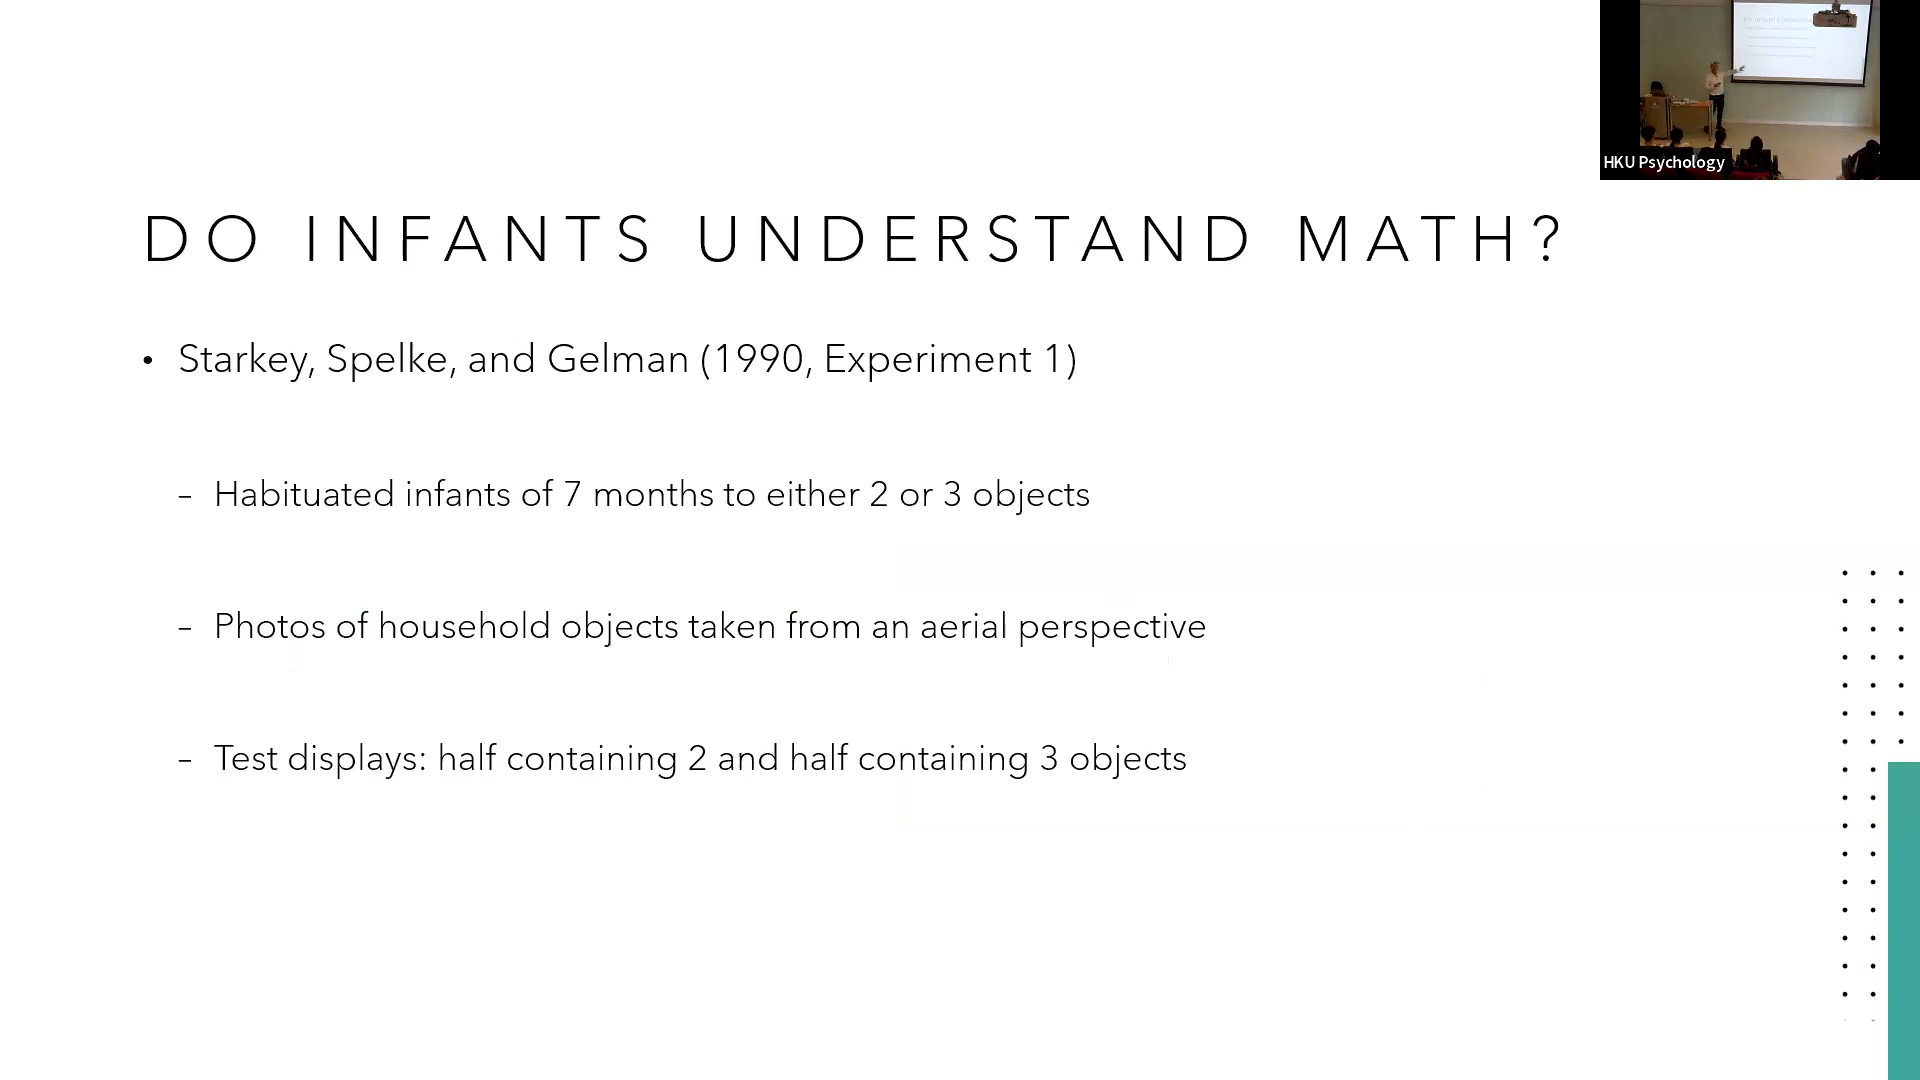 HKU Psychology
DO INFANTS UNDERSTAND MATH?
• Starkey, Spelke, and Gelman (1990, Experiment 1)
– Habituated infants of 7 months to either 2 or 3 objects
– Photos of household objects taken from an aerial perspective
– Test displays: half containing 2 and half containing 3 objects